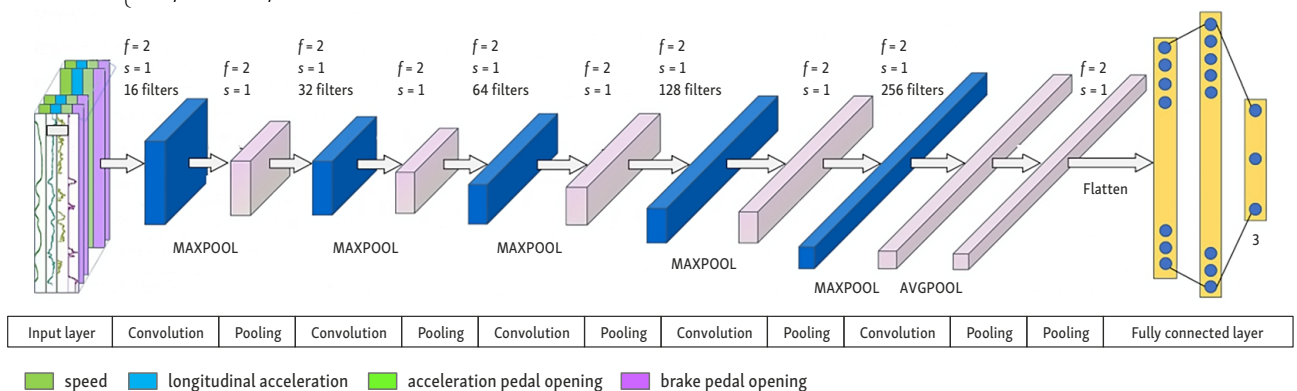 f = 2
s = 1
16 filters
f = 2
s = 1
f = 2
s = 1
32 filters
f = 2
s = 1
f = 2
s = 1
64 filters
f = 2
s = 1
f = 2
s = 1
128 filters
f = 2
s = 1
f = 2
s = 1
256 filters
f = 2
s = 1
Flatten
3
MAXPOOL
MAXPOOL
MAXPOOL
MAXPOOL
MAXPOOL
AVGPOOL
Input layer
Convolution
Pooling
Convolution
Pooling
Convolution
Pooling
Convolution
Pooling
Convolution
Pooling
Pooling
Fully connected layer
speed
longitudinal acceleration
acceleration pedal opening
brake pedal opening